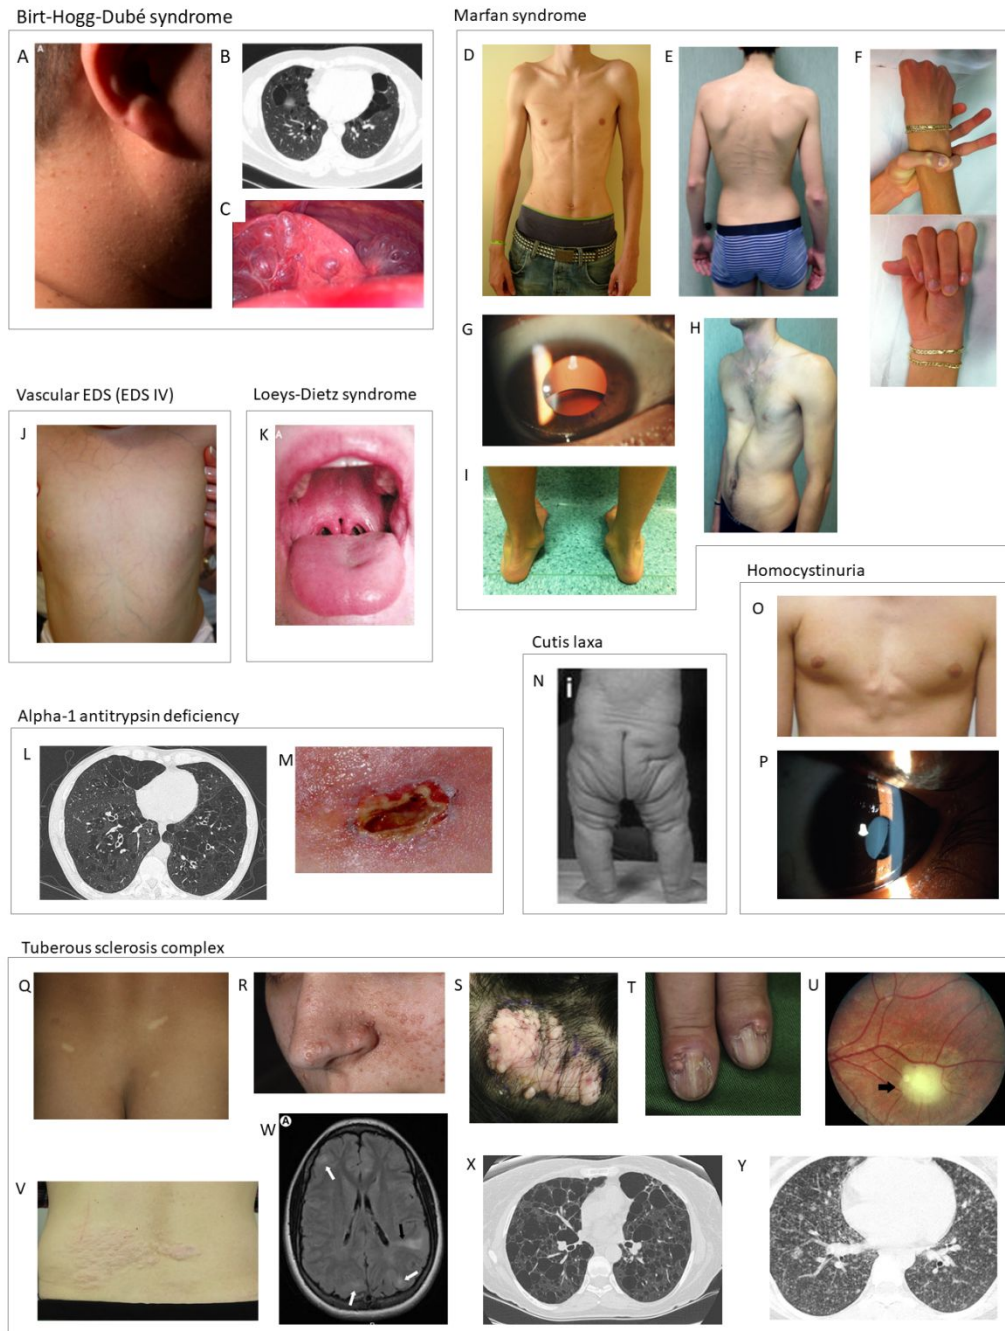 Birt-Hogg-Dubé syndrome
A
A
B
C
Marfan syndrome
D
E
F
G
H
I
Vascular EDS (EDS IV)
J
Loeys-Dietz syndrome
K
A
Homocystinuria
O
P
Cutis laxa
N
i
Alpha-1 antitrypsin deficiency
L
M
Tuberous sclerosis complex
Q
R
S
T
U
V
W
A
X
Y